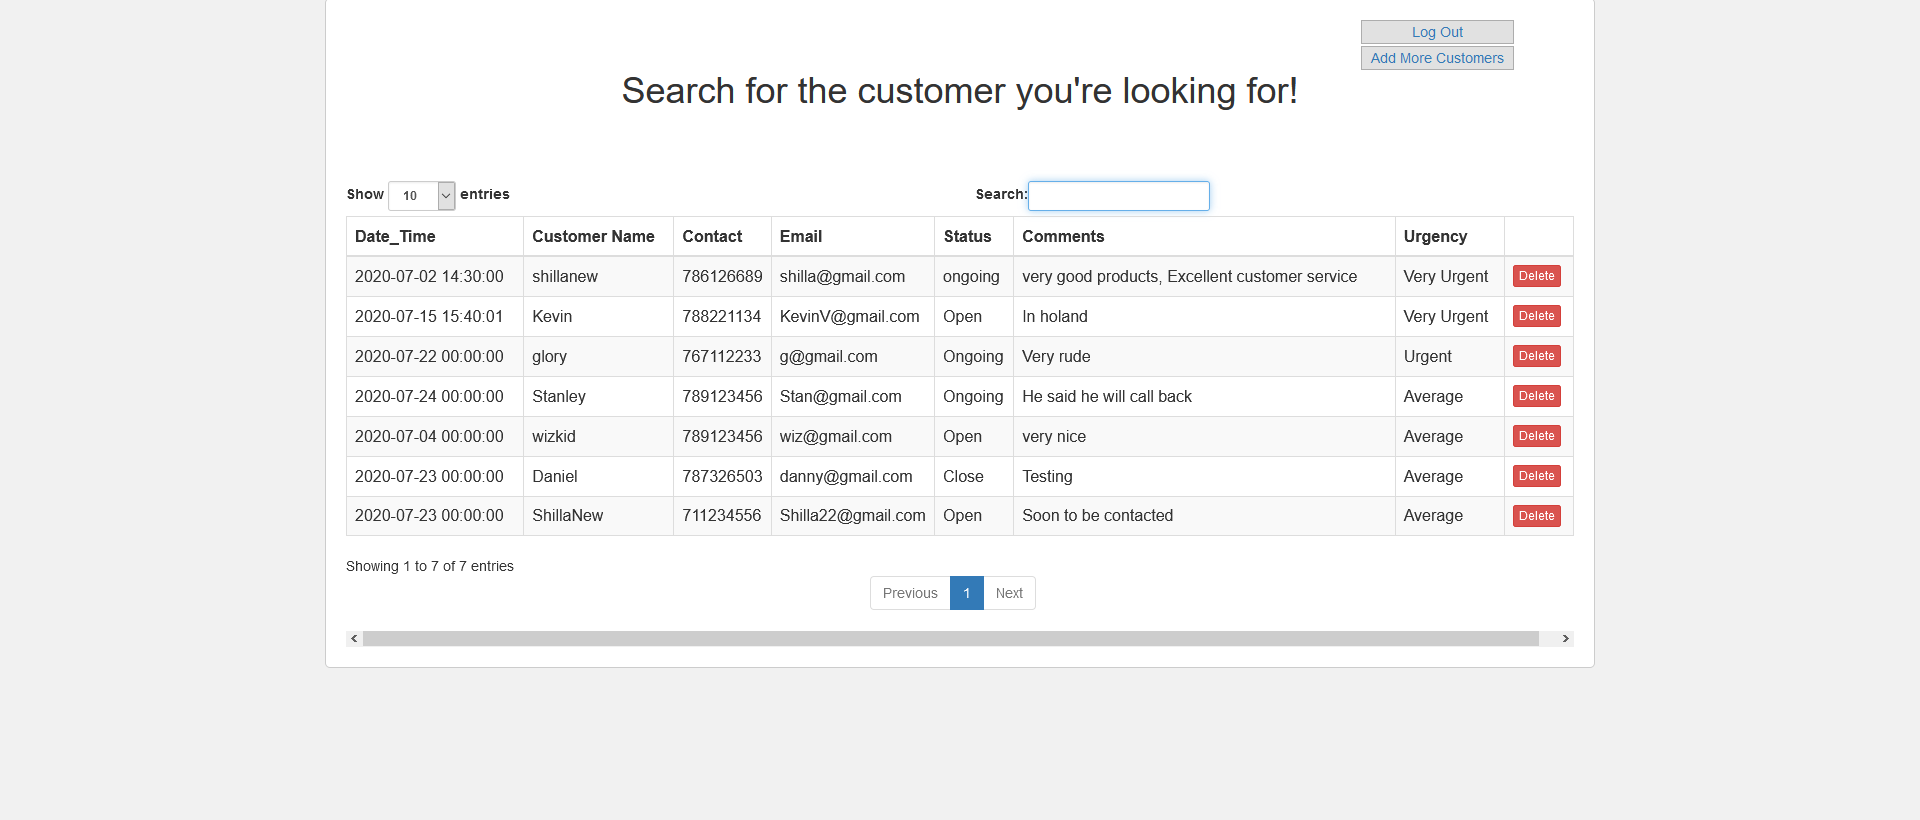 Log Out
Add More Customers
Search for the customer you're looking for!
Show 10 entries Search:
Date_Time Customer Name Contact Email Status Comments Urgency
2020-07-02 14:30:00 shillanew 786126689 shilla@gmail.com ongoing very good products, Excellent customer service Very Urgent Delete
2020-07-15 15:40:01 Kevin 788221134 KevinV@gmail.com Open In holand Very Urgent Delete
2020-07-22 00:00:00 glory 767112233 g@gmail.com Ongoing Very rude Urgent Delete
2020-07-24 00:00:00 Stanley 789123456 Stan@gmail.com Ongoing He said he will call back Average Delete
2020-07-04 00:00:00 wizkid 789123456 wiz@gmail.com Open very nice Average Delete
2020-07-23 00:00:00 Daniel 787326503 danny@gmail.com Close Testing Average Delete
2020-07-23 00:00:00 ShillaNew 711234556 Shilla22@gmail.com Open Soon to be contacted Average Delete
Showing 1 to 7 of 7 entries
Previous 1 Next